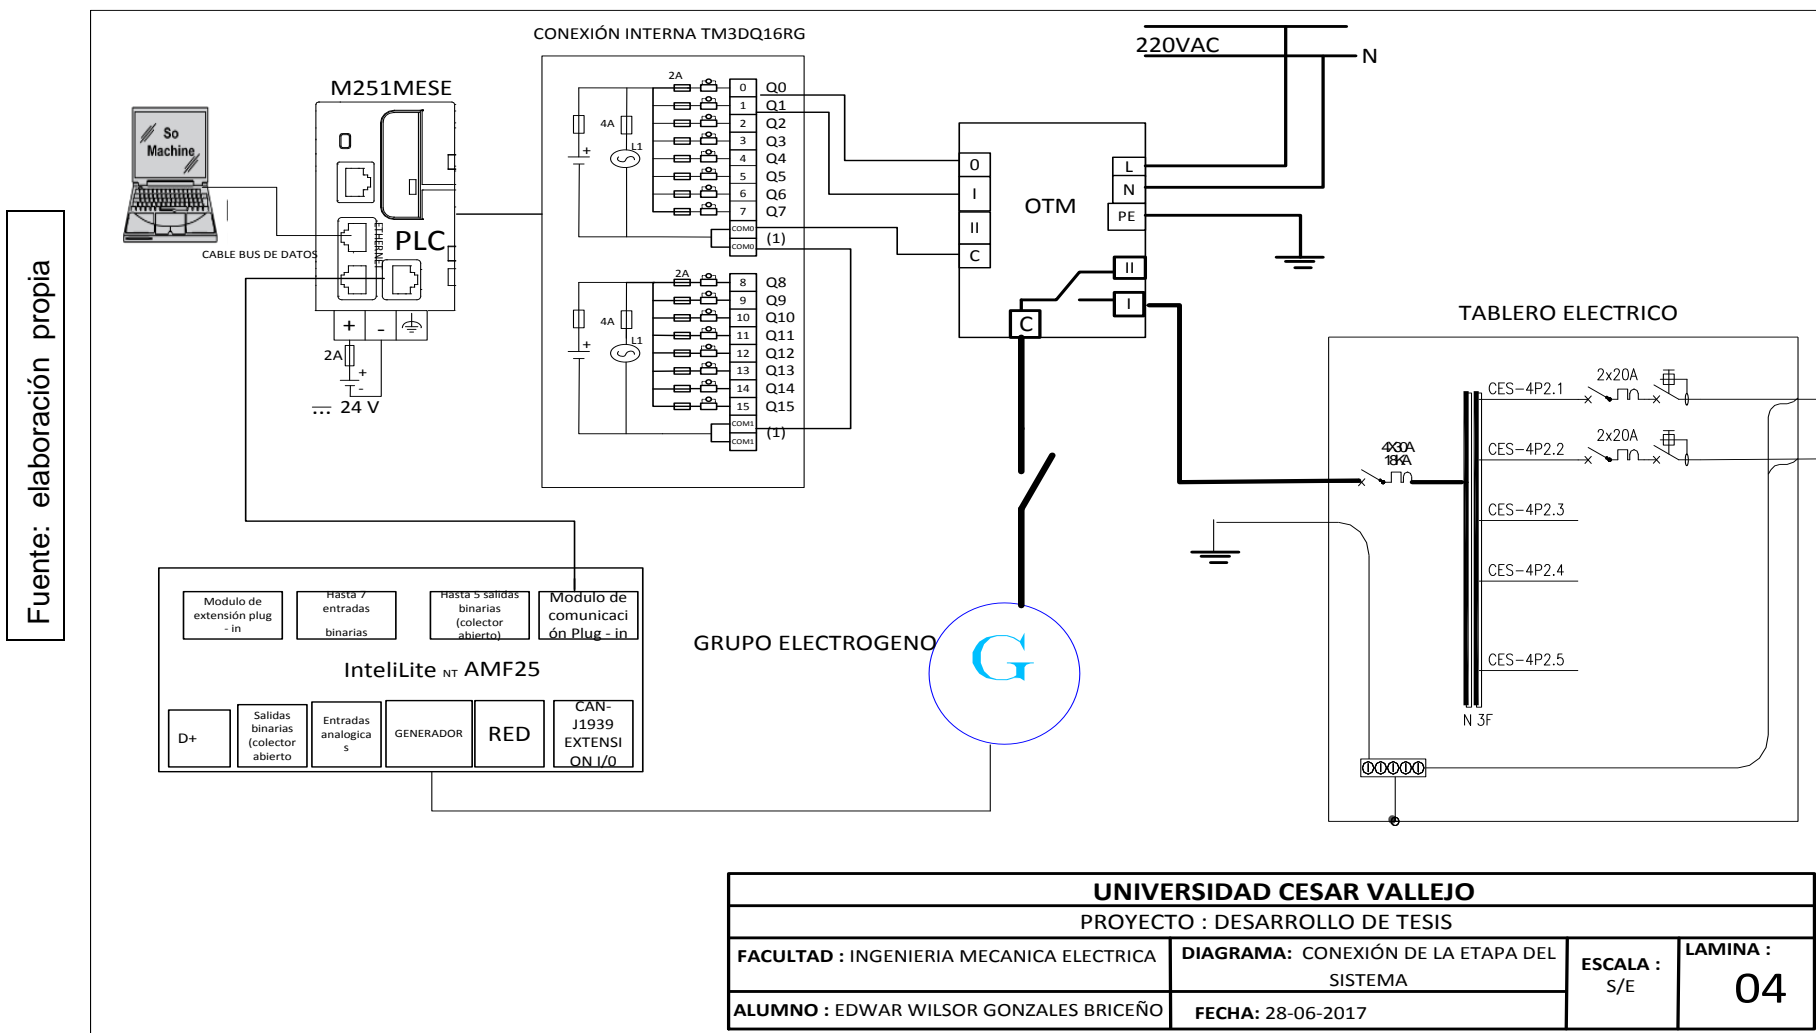 Fuente: elaboración propia
CONEXIÓN INTERNA TM3DQ16RG
M251MESE
So
Machine
CABLE BUS DE DATOS
ETHERNET
PLC
+
-
2A
+
-
24 V
2A
4A
+
L1
0 Q0
1 Q1
2 Q2
3 Q3
4 Q4
5 Q5
6 Q6
7 Q7
COM0
COM0
(1)
2A
4A
+
L1
8 Q8
9 Q9
10 Q10
11 Q11
12 Q12
13 Q13
14 Q14
15 Q15
COM1
COM1
(1)
220VAC
N
0
I
II
C
OTM
L
N
PE
II
I
C
TABLERO ELECTRICO
4X30A
18KA
CES-4P2.1
2x20A
CES-4P2.2
2x20A
CES-4P2.3
CES-4P2.4
CES-4P2.5
N 3F
GRUPO ELECTROGENO
G
Modulo de
extensión plug
- in
Hasta 7
entradas
binarias
Hasta 5 salidas
binarias
(colector
abierto)
Modulo de
comunicaci
ón Plug - in
InteliLite NT AMF25
D+
Salidas
binarias
(colector
abierto
Entradas
analogica
s
GENERADOR
RED
CAN-
J1939
EXTENSI
ON I/0
UNIVERSIDAD CESAR VALLEJO
PROYECTO : DESARROLLO DE TESIS
FACULTAD : INGENIERIA MECANICA ELECTRICA
DIAGRAMA: CONEXIÓN DE LA ETAPA DEL
SISTEMA
ESCALA :
S/E
LAMINA :
04
ALUMNO : EDWAR WILSOR GONZALES BRICEÑO
FECHA: 28-06-2017